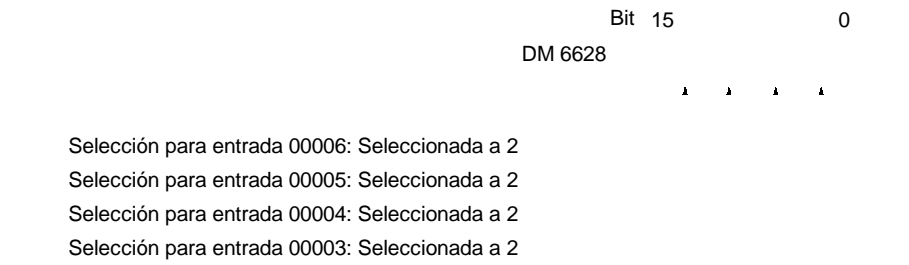 Bit 15 0
DM 6628
Selección para entrada 00006: Seleccionada a 2
Selección para entrada 00005: Seleccionada a 2
Selección para entrada 00004: Seleccionada a 2
Selección para entrada 00003: Seleccionada a 2